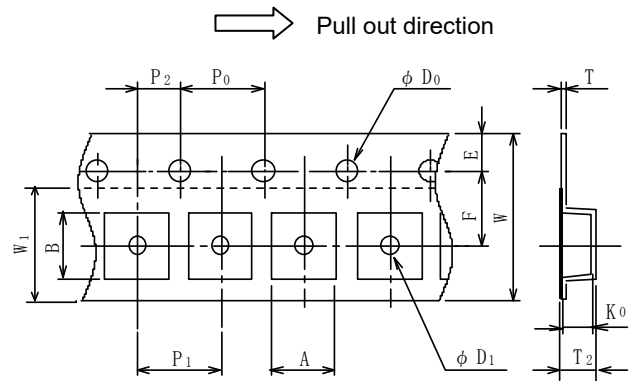 Pull out direction
P2
P0
φ D0
T
E
F
W
W1
B
P1
A
φ D1
K0
T2